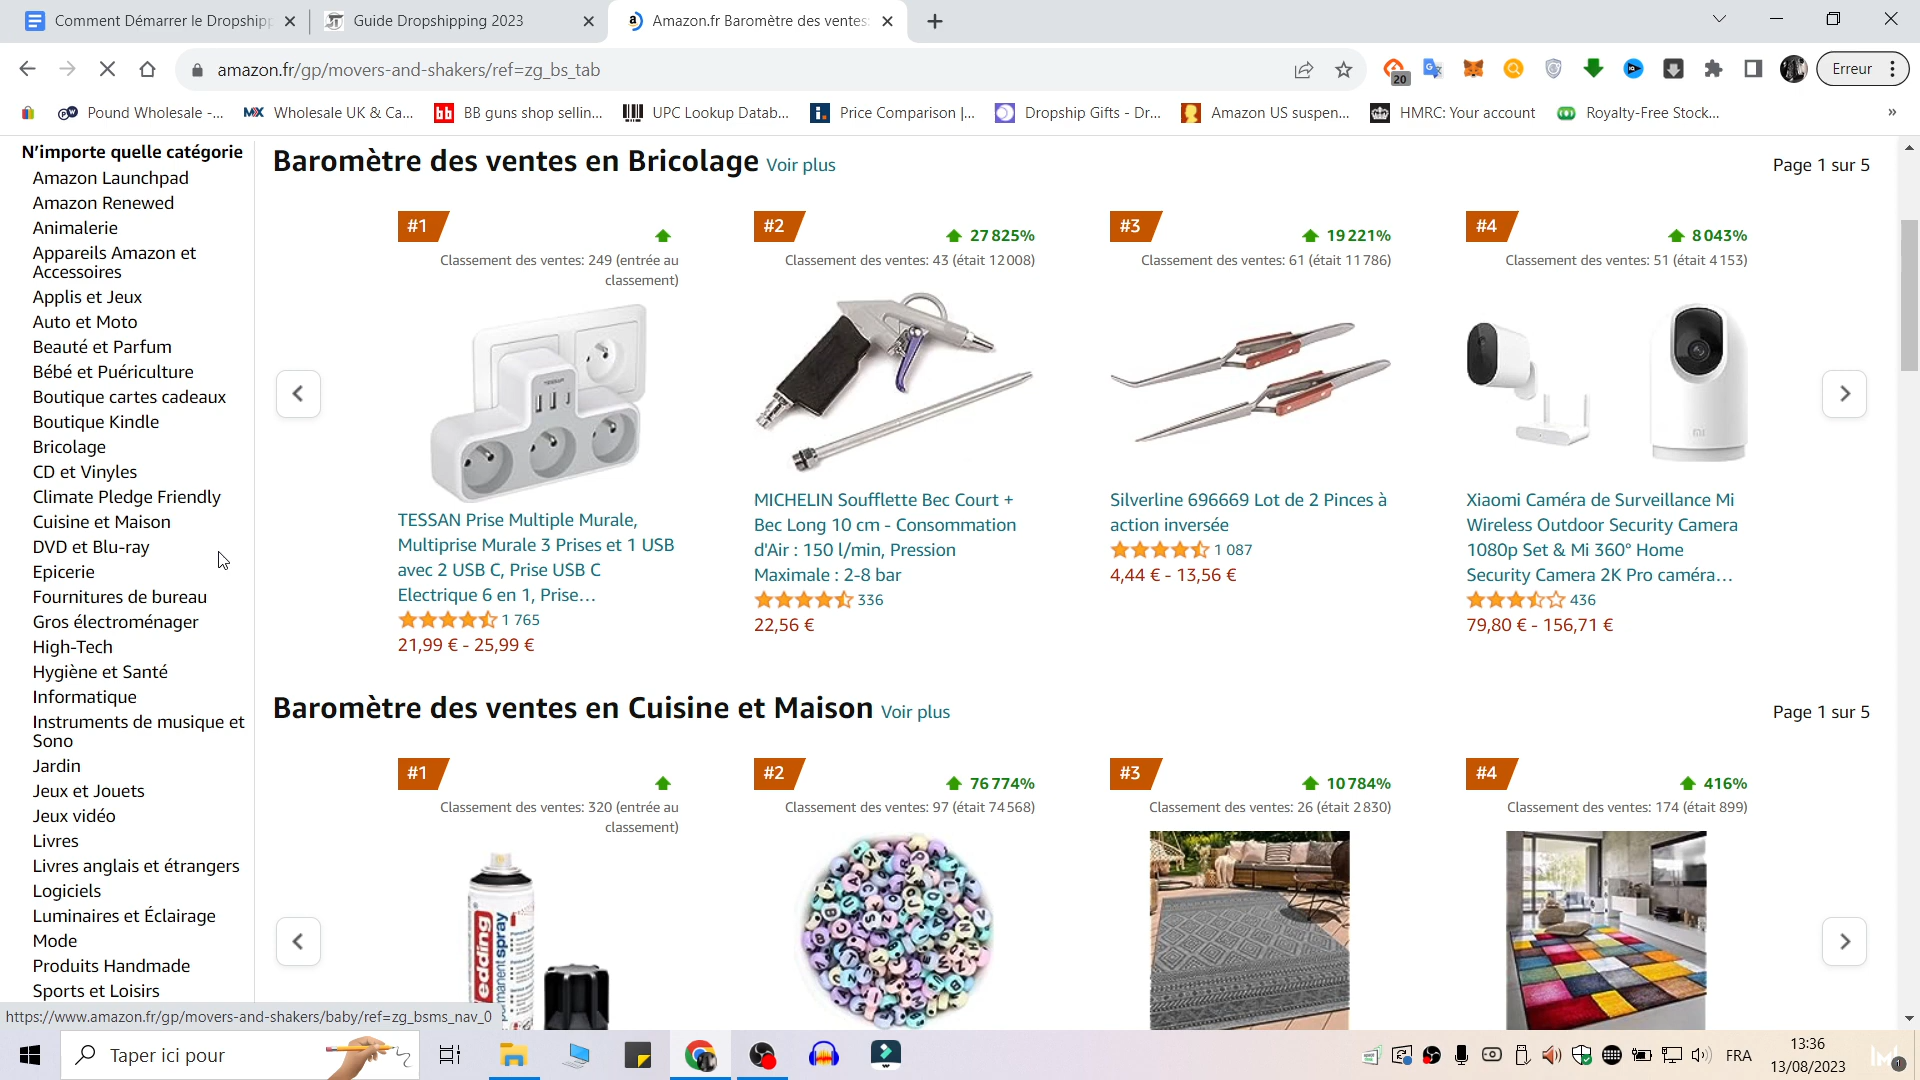 Comment Démarrer le Dropshipp
Guide Dropshipping 2023
Amazon.fr Baromètre des ventes:
amazon.fr/gp/movers-and-shakers/ref=zg_bs_tab
20
Erreur
Pound Wholesale -...
Wholesale UK & Ca...
BB guns shop sellin...
UPC Lookup Datab...
Price Comparison |...
Dropship Gifts - Dr...
Amazon US suspen...
HMRC: Your account
Royalty-Free Stock...
»
N'importe quelle catégorie
Amazon Launchpad
Amazon Renewed
Animalerie
Appareils Amazon et
Accessoires
Applis et Jeux
Auto et Moto
Beauté et Parfum
Bébé et Puériculture
Boutique cartes cadeaux
Boutique Kindle
Bricolage
CD et Vinyles
Climate Pledge Friendly
Cuisine et Maison
DVD et Blu-ray
Epicerie
Fournitures de bureau
Gros électroménager
High-Tech
Hygiène et Santé
Informatique
Instruments de musique et
Sono
Jardin
Jeux et Jouets
Jeux vidéo
Livres
Livres anglais et étrangers
Logiciels
Luminaires et Éclairage
Mode
Produits Handmade
Sports et Loisirs
Baromètre des ventes en Bricolage Voir plus
Page 1 sur 5
#1
Classement des ventes: 249 (entrée au
classement)
TESSAN
TESSAN Prise Multiple Murale,
Multiprise Murale 3 Prises et 1 USB
avec 2 USB C, Prise USB C
Electrique 6 en 1, Prise...
1 765
21,99 € - 25,99 €
#2
27 825%
Classement des ventes: 43 (était 12 008)
MICHELIN Soufflette Bec Court +
Bec Long 10 cm - Consommation
d'Air : 150 l/min, Pression
Maximale : 2-8 bar
336
22,56 €
#3
19 221%
Classement des ventes: 61 (était 11 786)
Silverline 696669 Lot de 2 Pinces à
action inversée
1 087
4,44 € - 13,56 €
#4
8 043%
Classement des ventes: 51 (était 4 153)
Xiaomi Caméra de Surveillance Mi
Wireless Outdoor Security Camera
1080p Set & Mi 360° Home
Security Camera 2K Pro caméra...
436
79,80 € - 156,71 €
Baromètre des ventes en Cuisine et Maison Voir plus
Page 1 sur 5
#1
Classement des ventes: 320 (entrée au
classement)
edding
permanent spray
#2
76 774%
Classement des ventes: 97 (était 74 568)
#3
10 784%
Classement des ventes: 26 (était 2 830)
#4
416%
Classement des ventes: 174 (était 899)
https://www.amazon.fr/gp/movers-and-shakers/baby/ref=zg_bsms_nav_0
Taper ici pour
FRA
13:36
13/08/2023
1